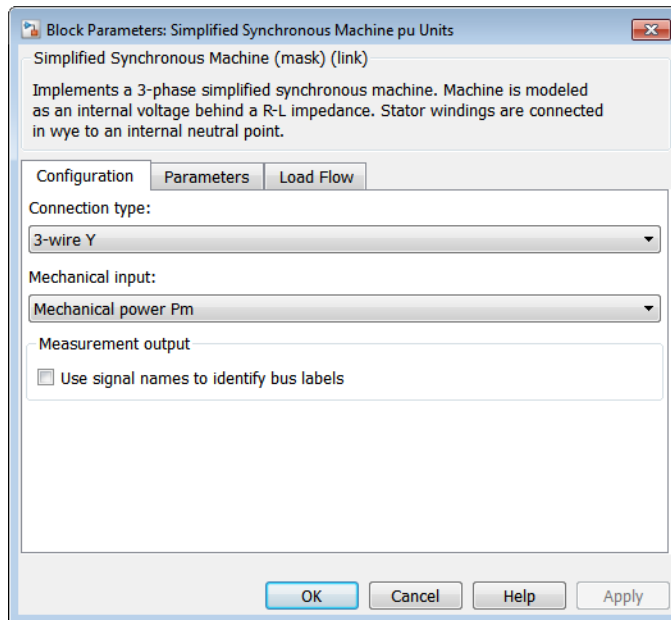 Block Parameters: Simplified Synchronous Machine pu Units
Simplified Synchronous Machine (mask) (link)
Implements a 3-phase simplified synchronous machine. Machine is modeled
as an internal voltage behind a R-L impedance. Stator windings are connected
in wye to an internal neutral point.
Configuration Parameters Load Flow
Connection type:
3-wire Y
Mechanical input:
Mechanical power Pm
Measurement output
Use signal names to identify bus labels
OK Cancel Help Apply